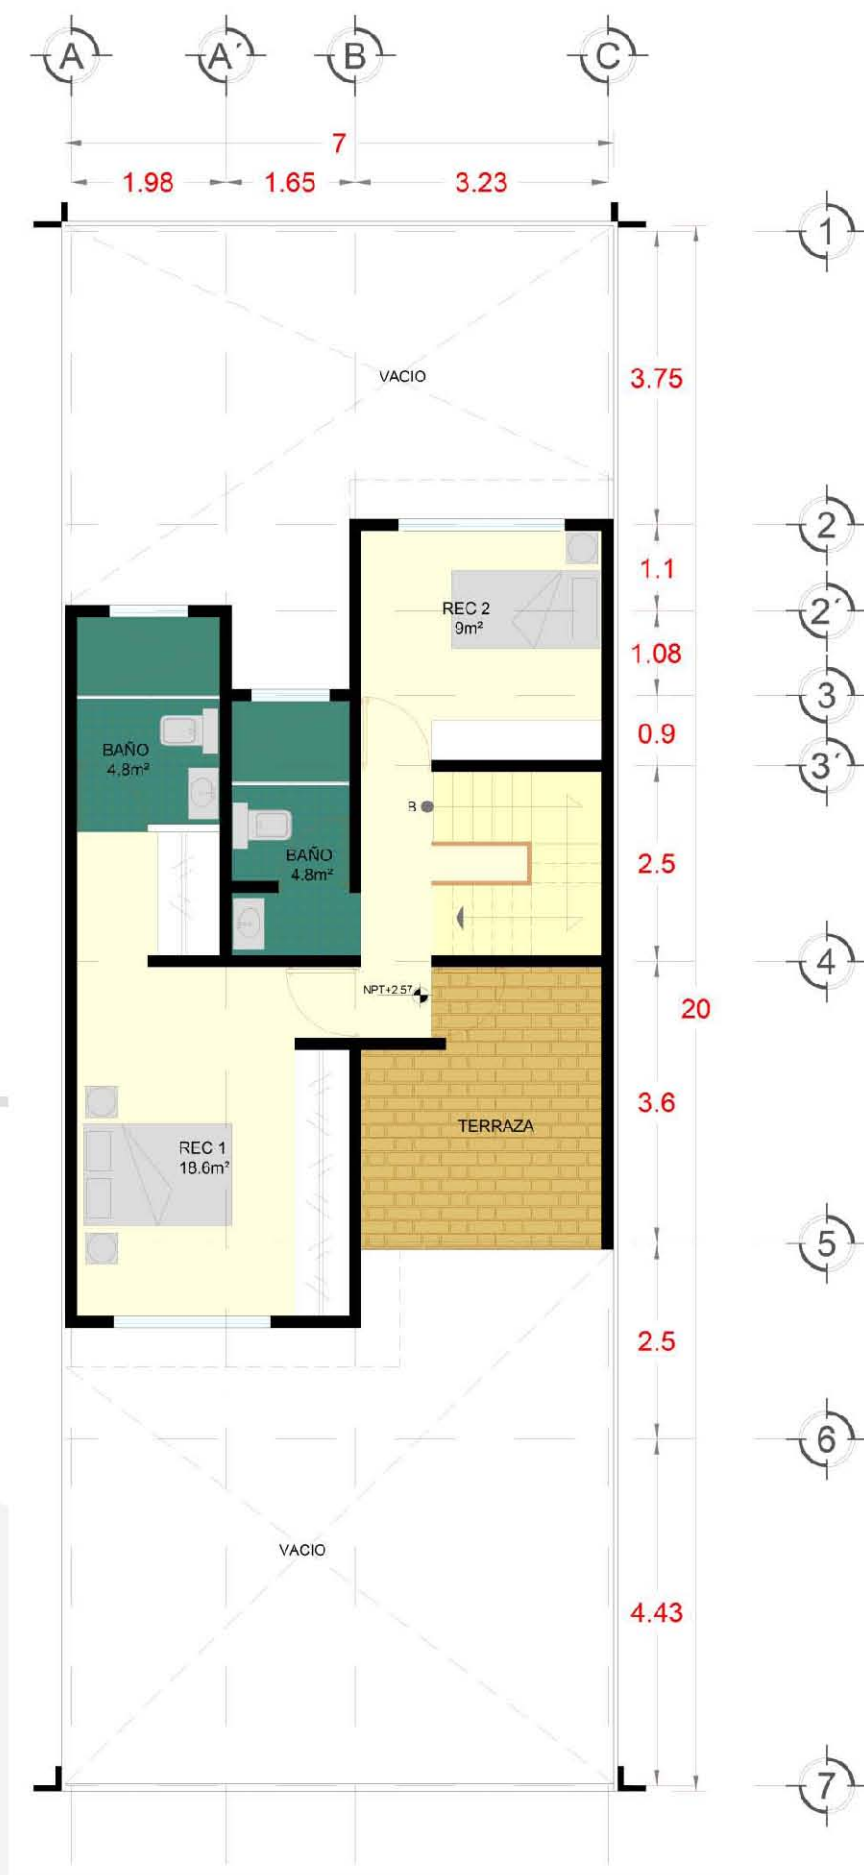 A A´ B C
7
1.98 1.65 3.23
1
VACIO
3.75
2
1.1
REC 2
9m²
2´
1.08
3
0.9
BAÑO
4.8m²
3´
B
BAÑO
4.8m²
2.5
4
NPT+2.57
20
3.6
TERRAZA
REC 1
18.6m²
5
2.5
6
VACIO
4.43
7